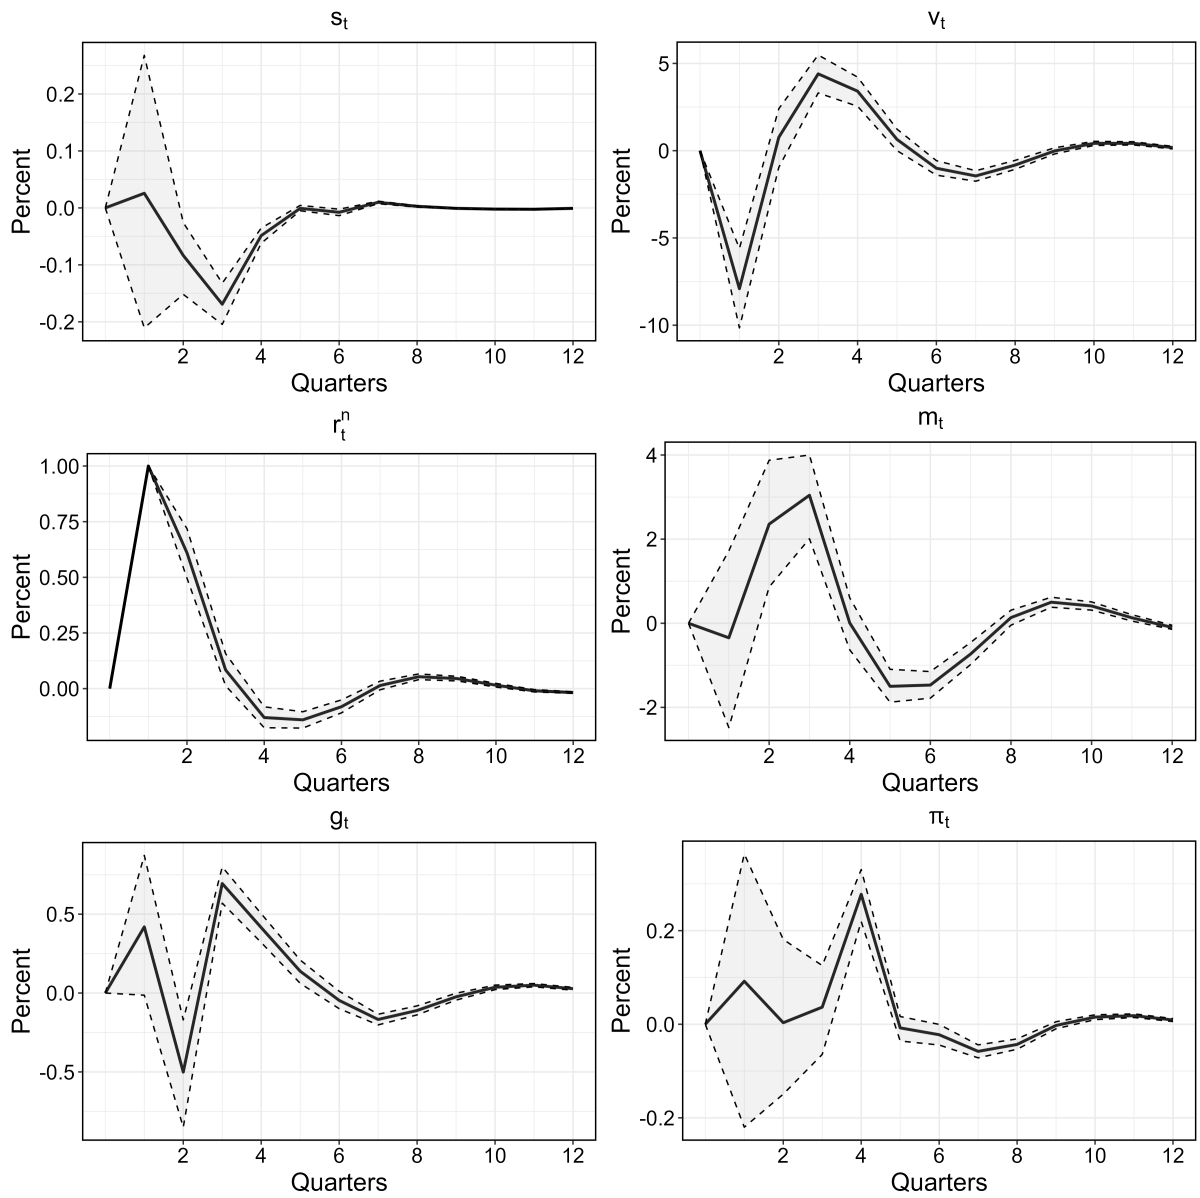 s_t
v_t
Percent
0.2
0.1
0.0
-0.1
-0.2
2 4 6 8 10 12
Quarters
Percent
5
0
-5
-10
2 4 6 8 10 12
Quarters
r_t^n
m_t
Percent
1.00
0.75
0.50
0.25
0.00
2 4 6 8 10 12
Quarters
Percent
4
2
0
-2
2 4 6 8 10 12
Quarters
g_t
π_t
Percent
0.5
0.0
-0.5
2 4 6 8 10 12
Quarters
Percent
0.2
0.0
-0.2
2 4 6 8 10 12
Quarters